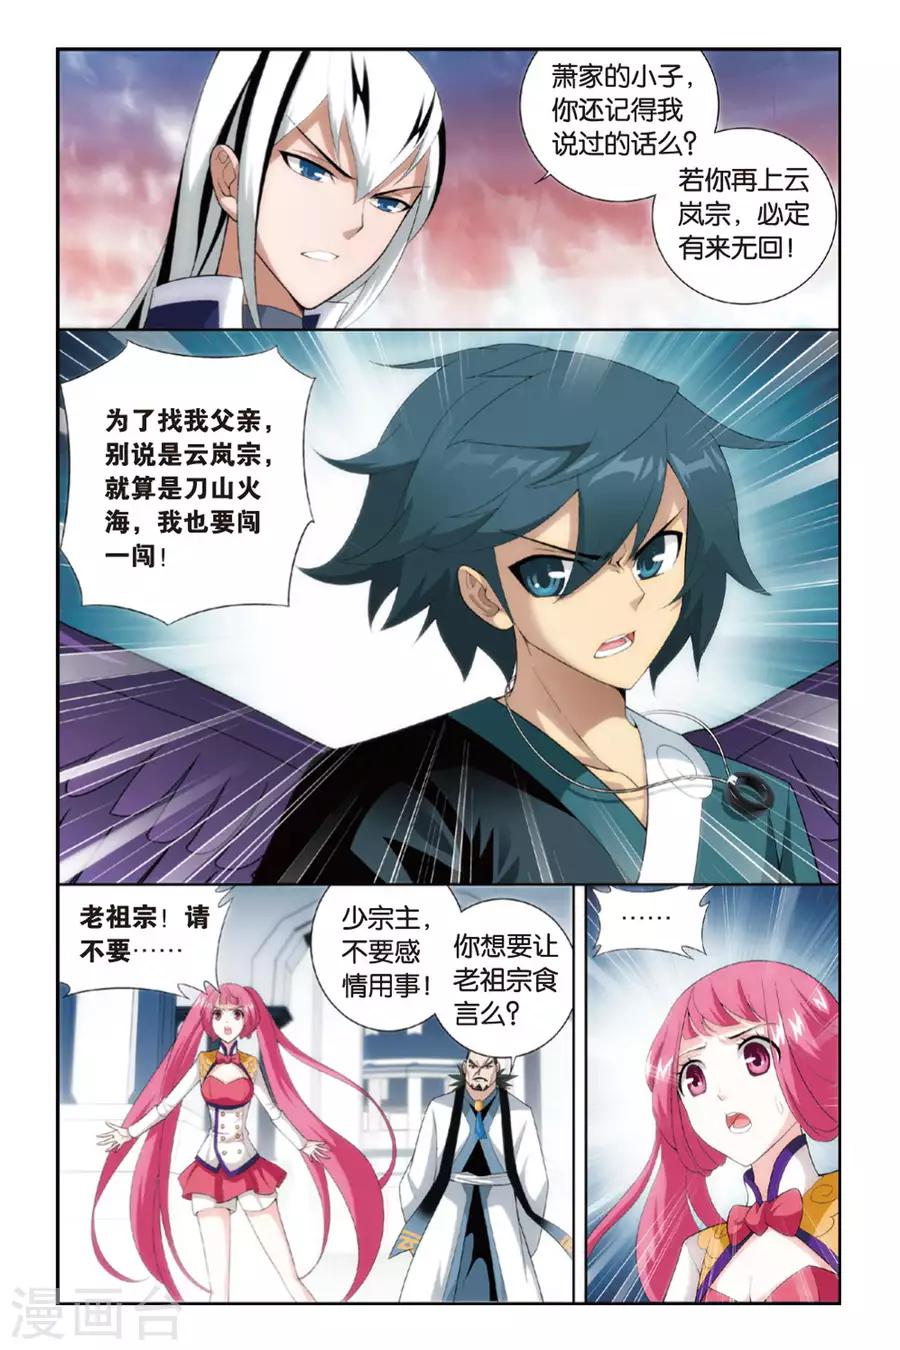 萧家的小子，
你还记得我
说过的话么？
若你再上云
岚宗，必定
有来无回！
为了找我父亲，
别说是云岚宗，
就算是刀山火
海，我也要闯
一闯！
老祖宗！请
不要……
少宗主，
不要感
情用事！
你想要让
老祖宗食
言么？
……
漫画台